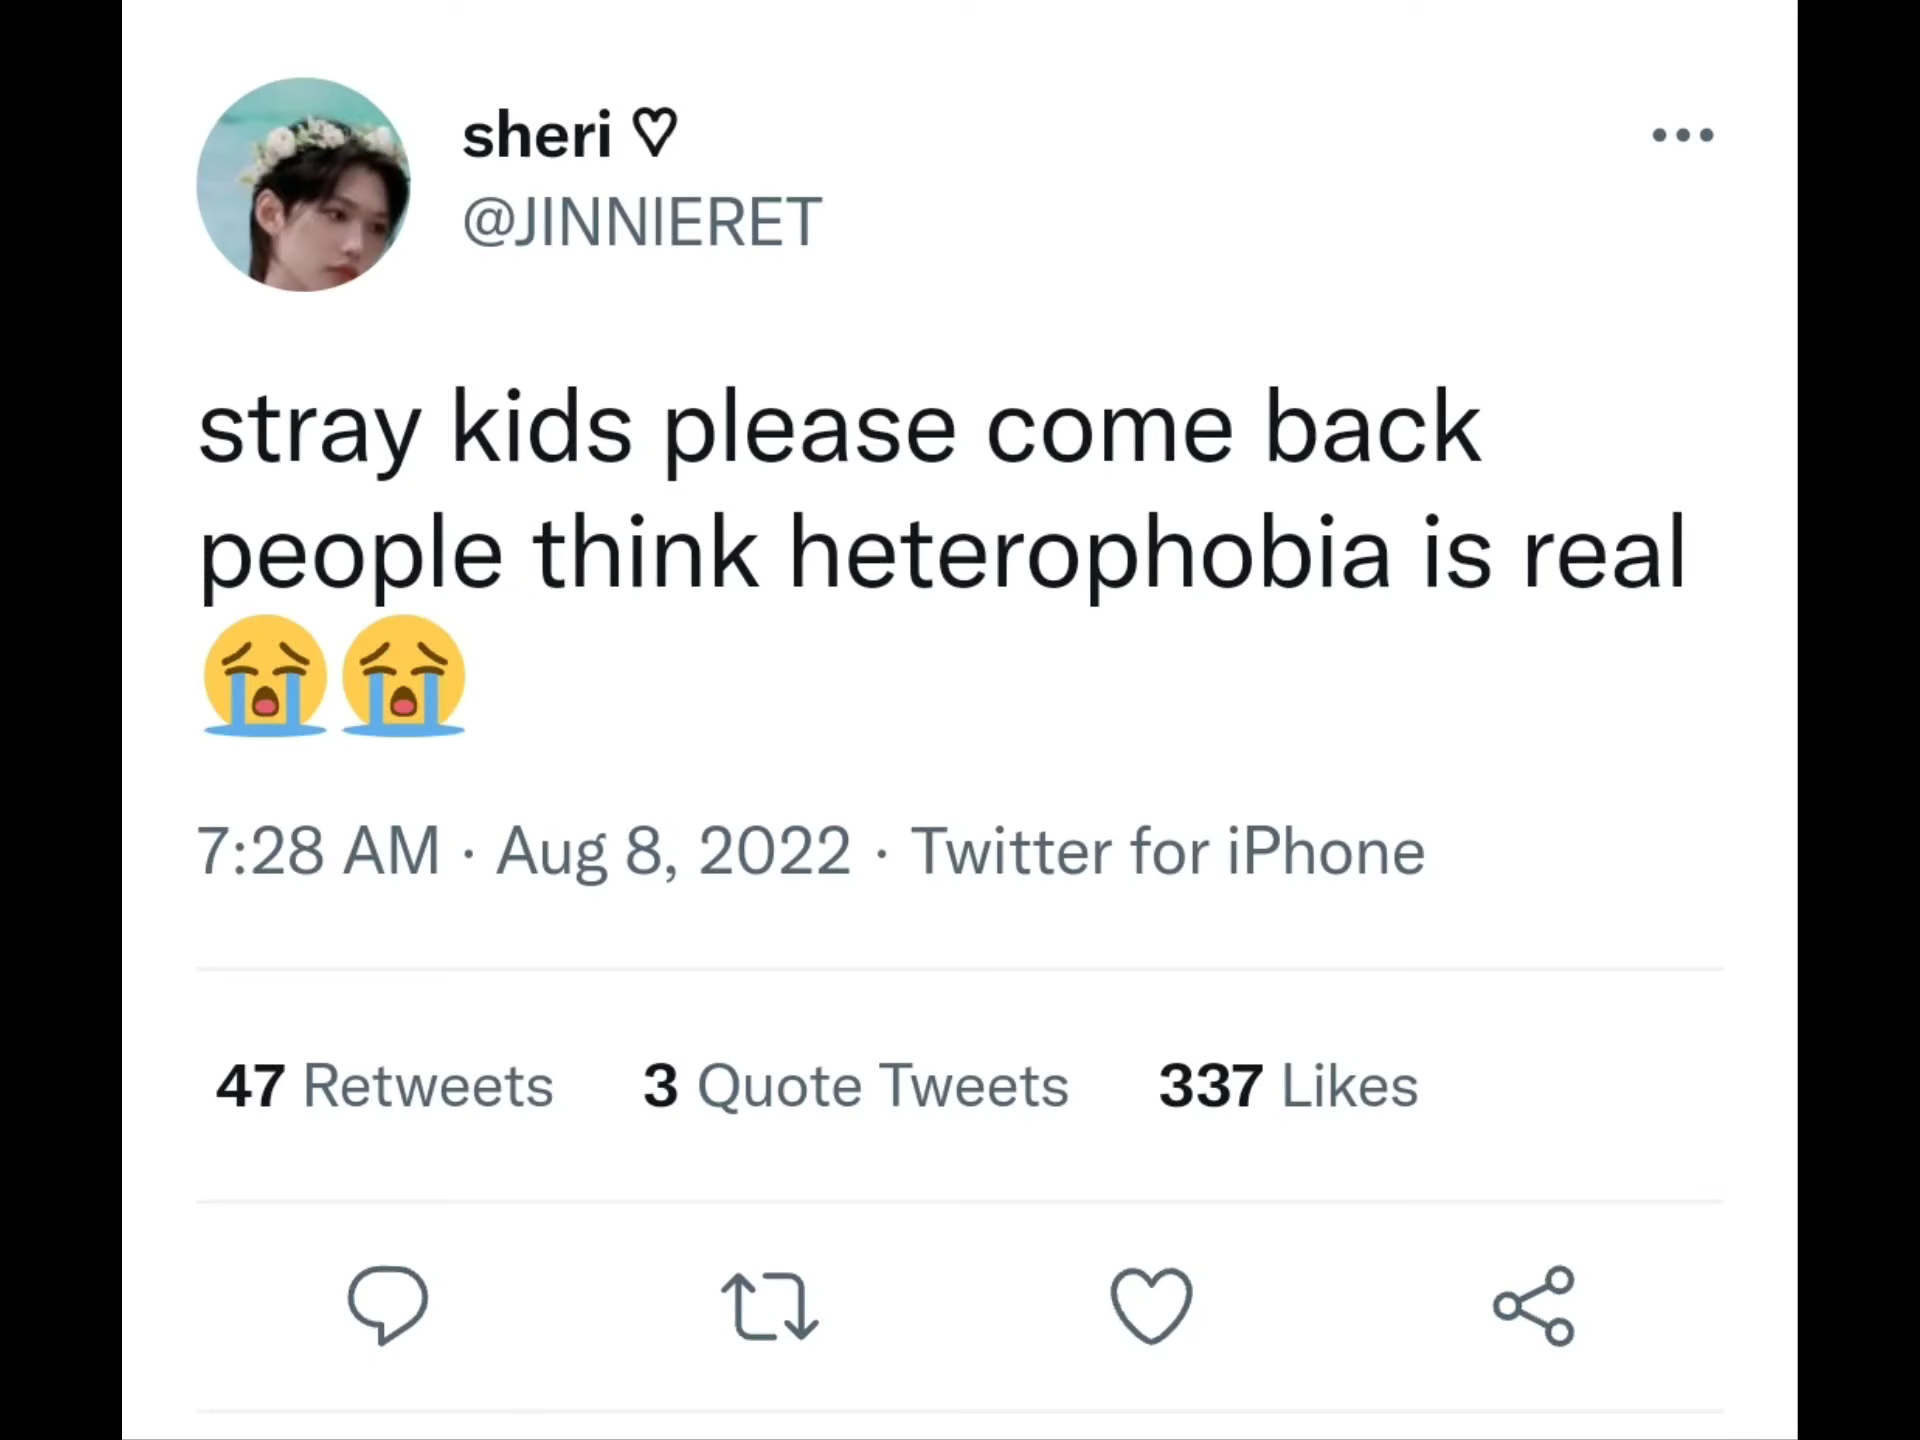 sheri ♡
@JINNIERET
stray kids please come back
people think heterophobia is real
😭😭
7:28 AM · Aug 8, 2022 · Twitter for iPhone
47 Retweets 3 Quote Tweets 337 Likes